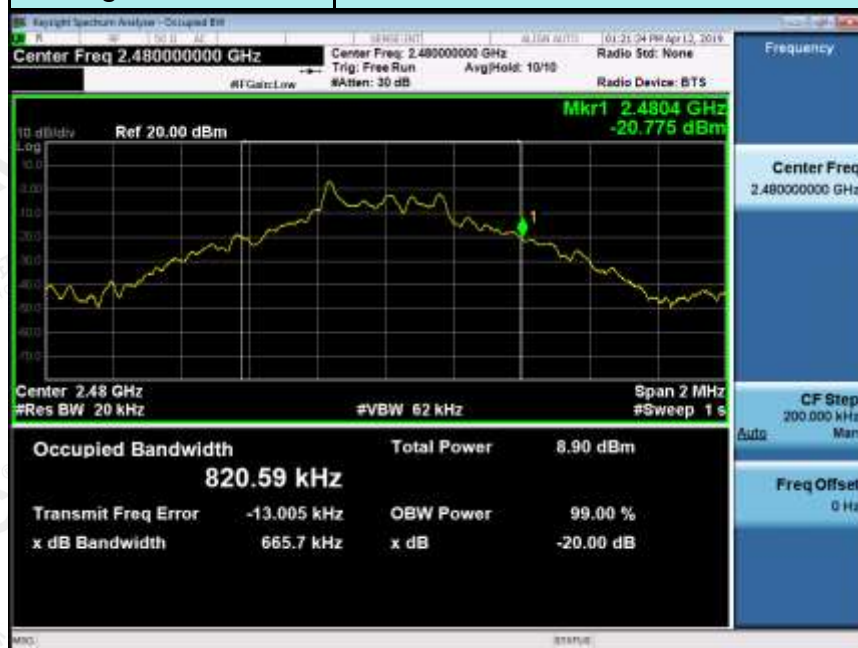 Keysight Spectrum Analyzer - Occupied BW
SENSE:INT ALIGN AUTO 01:21:34 PM Apr 12, 2019
Center Freq 2.480000000 GHz
Center Freq: 2.480000000 GHz
Radio Std: None
Trig: Free Run Avg|Hold: 10/10
#IFGain:Low #Atten: 30 dB Radio Device: BTS
Mkr1 2.4804 GHz
-20.775 dBm
10 dB/div Ref 20.00 dBm
Log
1
Center 2.48 GHz Span 2 MHz
#Res BW 20 kHz #VBW 62 kHz #Sweep 1 s
Occupied Bandwidth Total Power 8.90 dBm
820.59 kHz
Transmit Freq Error -13.005 kHz OBW Power 99.00 %
x dB Bandwidth 665.7 kHz x dB -20.00 dB
MSG STATUS
Frequency
Center Freq
2.480000000 GHz
CF Step
200.000 kHz
Auto Man
Freq Offset
0 Hz